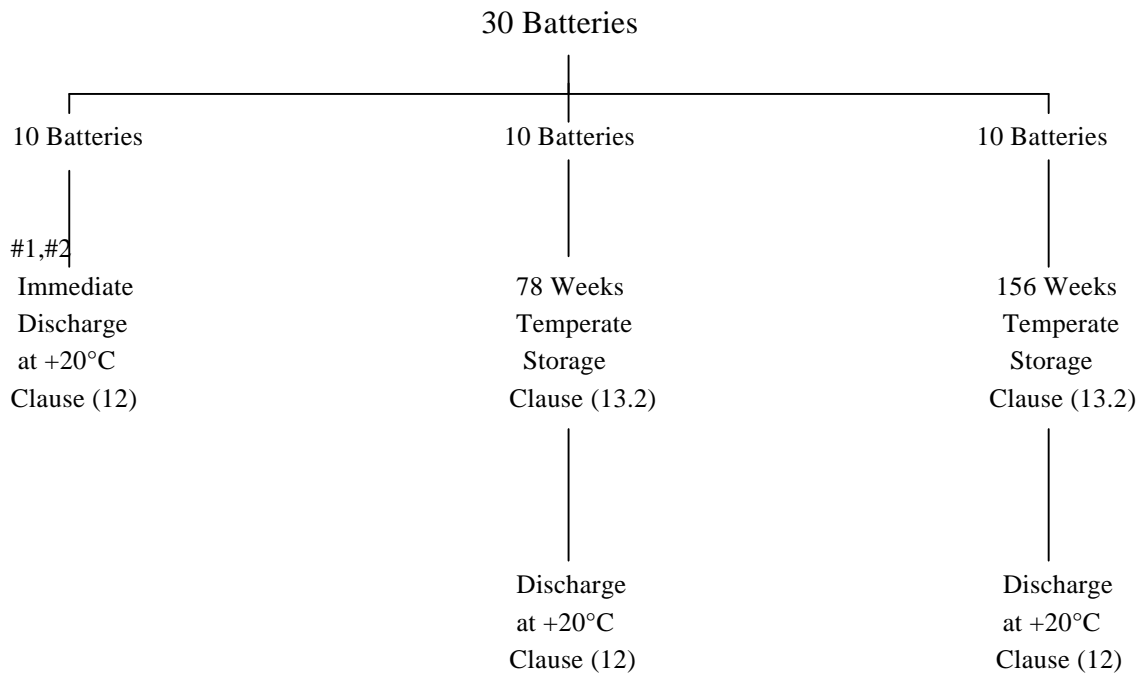 30 Batteries
10 Batteries
10 Batteries
10 Batteries
#1,#2
Immediate
Discharge
at +20°C
Clause (12)
78 Weeks
Temperate
Storage
Clause (13.2)
156 Weeks
Temperate
Storage
Clause (13.2)
Discharge
at +20°C
Clause (12)
Discharge
at +20°C
Clause (12)